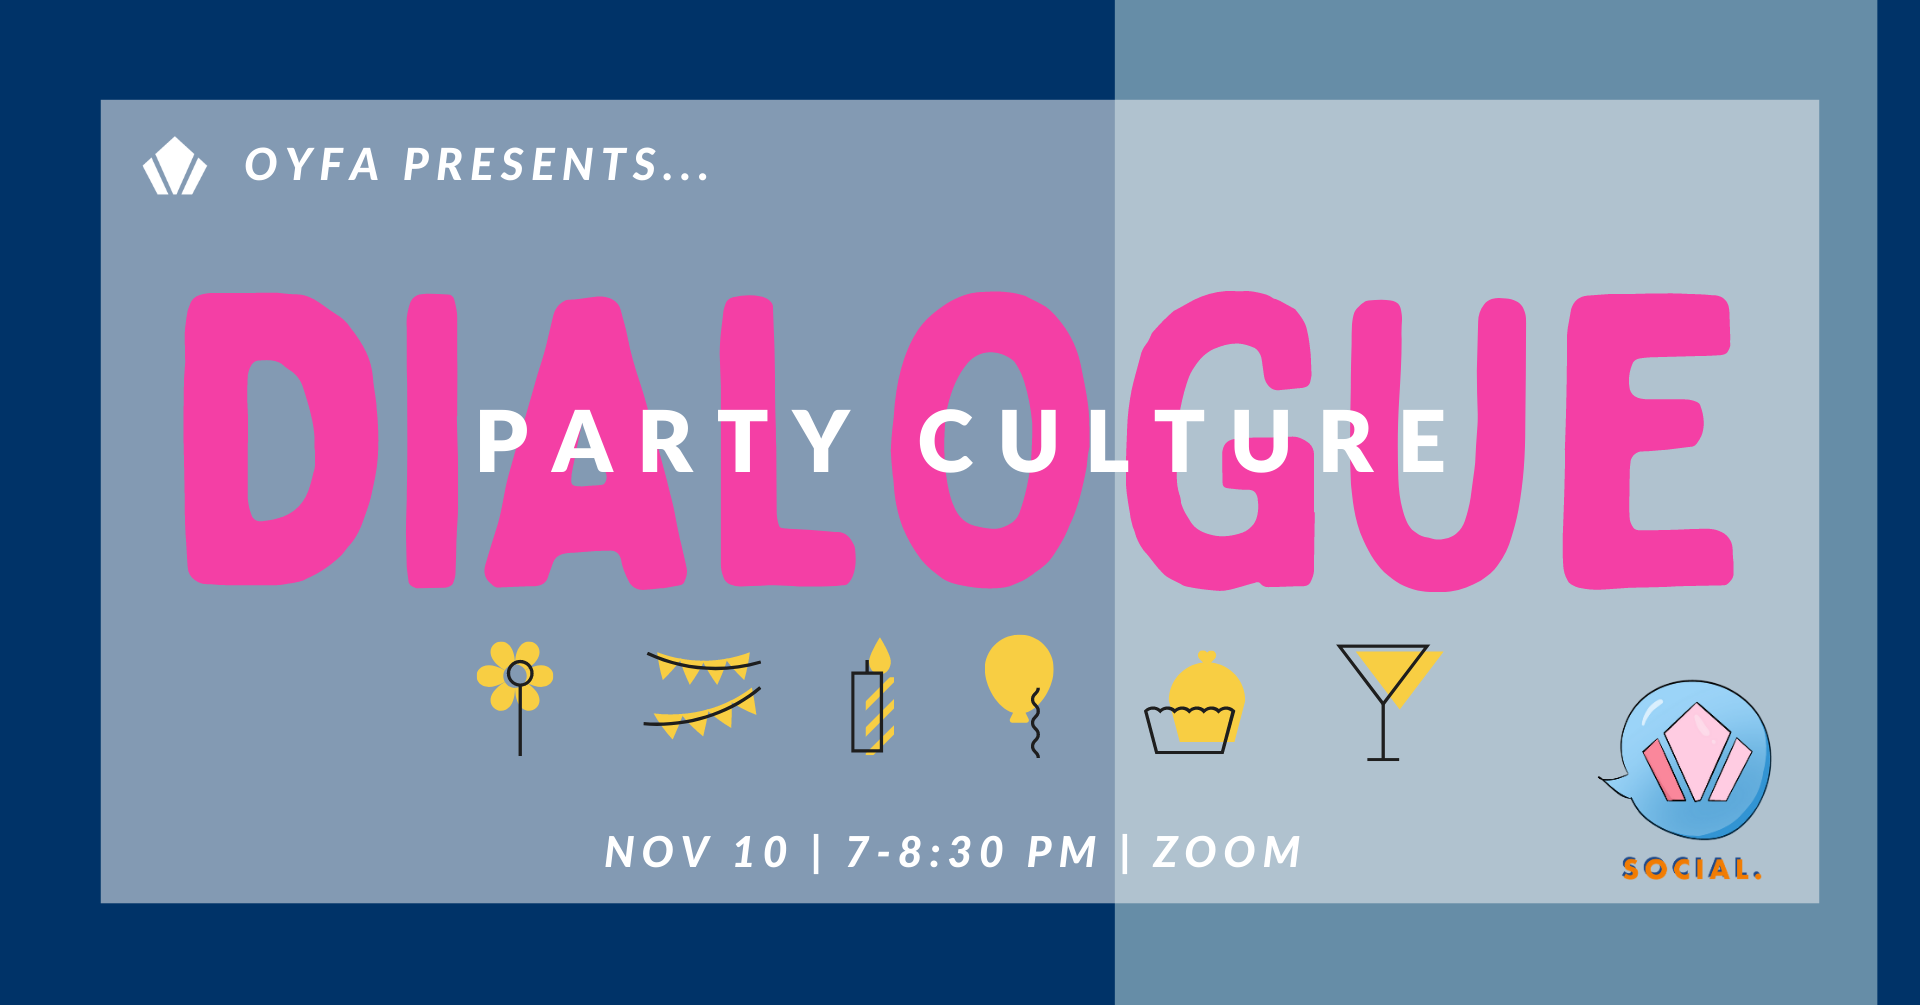 OYFA PRESENTS...
DIALOGUE
PARTY CULTURE
NOV 10 | 7-8:30 PM | ZOOM
SOCIAL.